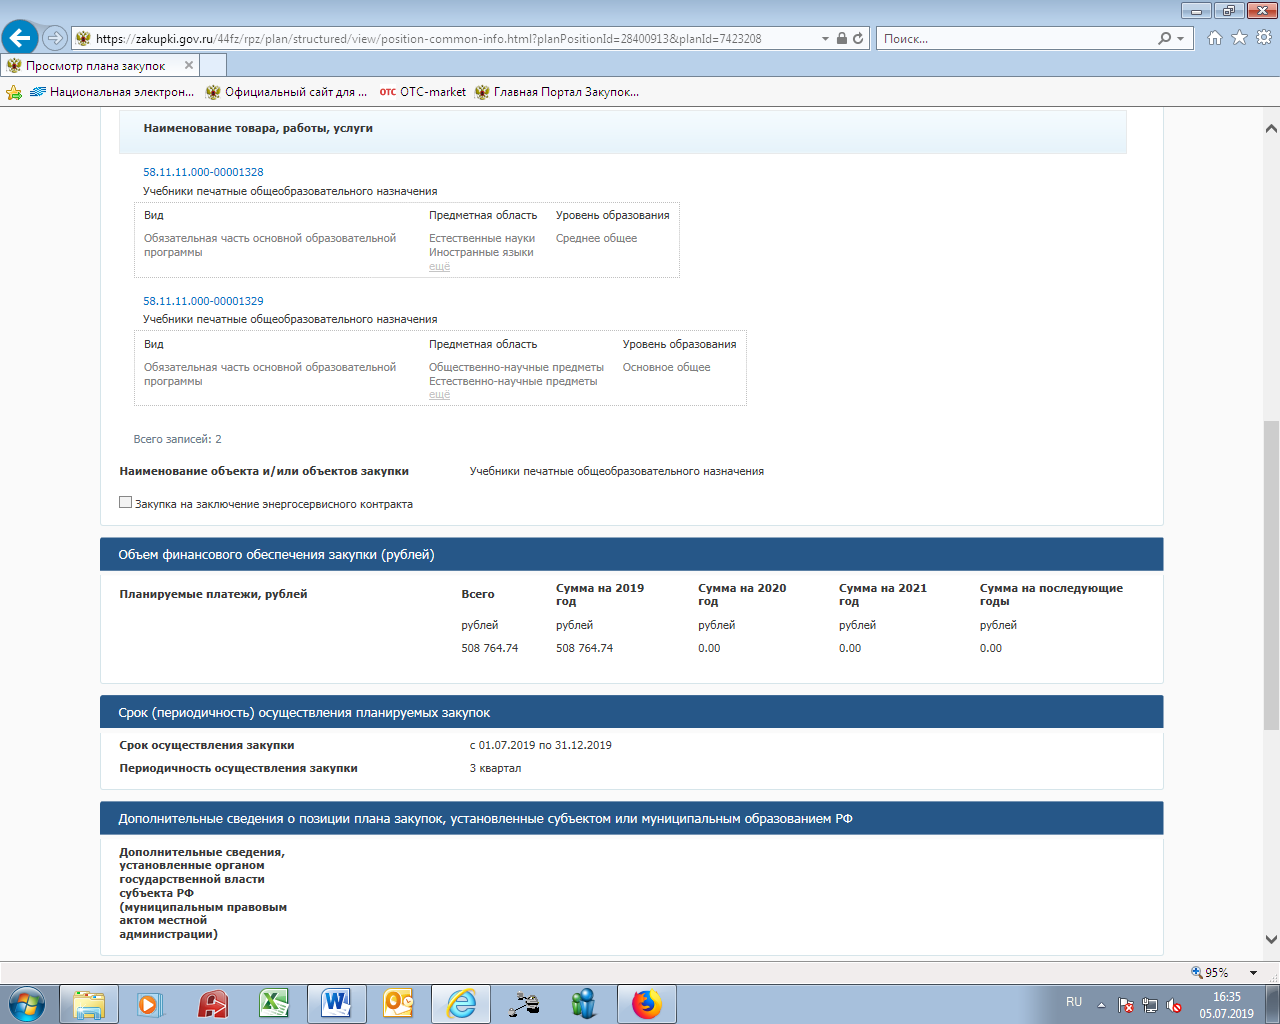 https://zakupki.gov.ru/44fz/rpz/plan/structured/view/position-common-info.html?planPositionId=28400913&planId=7423208
Поиск...
Просмотр плана закупок
Национальная электрон...
Официальный сайт для ...
OTC OTC-market
Главная Портал Закупок...
Наименование товара, работы, услуги
58.11.11.000-00001328
Учебники печатные общеобразовательного назначения
Вид Предметная область Уровень образования
Обязательная часть основной образовательной Естественные науки Среднее общее
программы Иностранные языки
ещё
58.11.11.000-00001329
Учебники печатные общеобразовательного назначения
Вид Предметная область Уровень образования
Обязательная часть основной образовательной Общественно-научные предметы Основное общее
программы Естественно-научные предметы
ещё
Всего записей: 2
Наименование объекта и/или объектов закупки Учебники печатные общеобразовательного назначения
Закупка на заключение энергосервисного контракта
Объем финансового обеспечения закупки (рублей)
Планируемые платежи, рублей Всего Сумма на 2019 год Сумма на 2020 год Сумма на 2021 год Сумма на последующие годы
рублей рублей рублей рублей рублей
508 764.74 508 764.74 0.00 0.00 0.00
Срок (периодичность) осуществления планируемых закупок
Срок осуществления закупки с 01.07.2019 по 31.12.2019
Периодичность осуществления закупки 3 квартал
Дополнительные сведения о позиции плана закупок, установленные субъектом или муниципальным образованием РФ
Дополнительные сведения,
установленные органом
государственной власти
субъекта РФ
(муниципальным правовым
актом местной
администрации)
95%
RU
16:35
05.07.2019